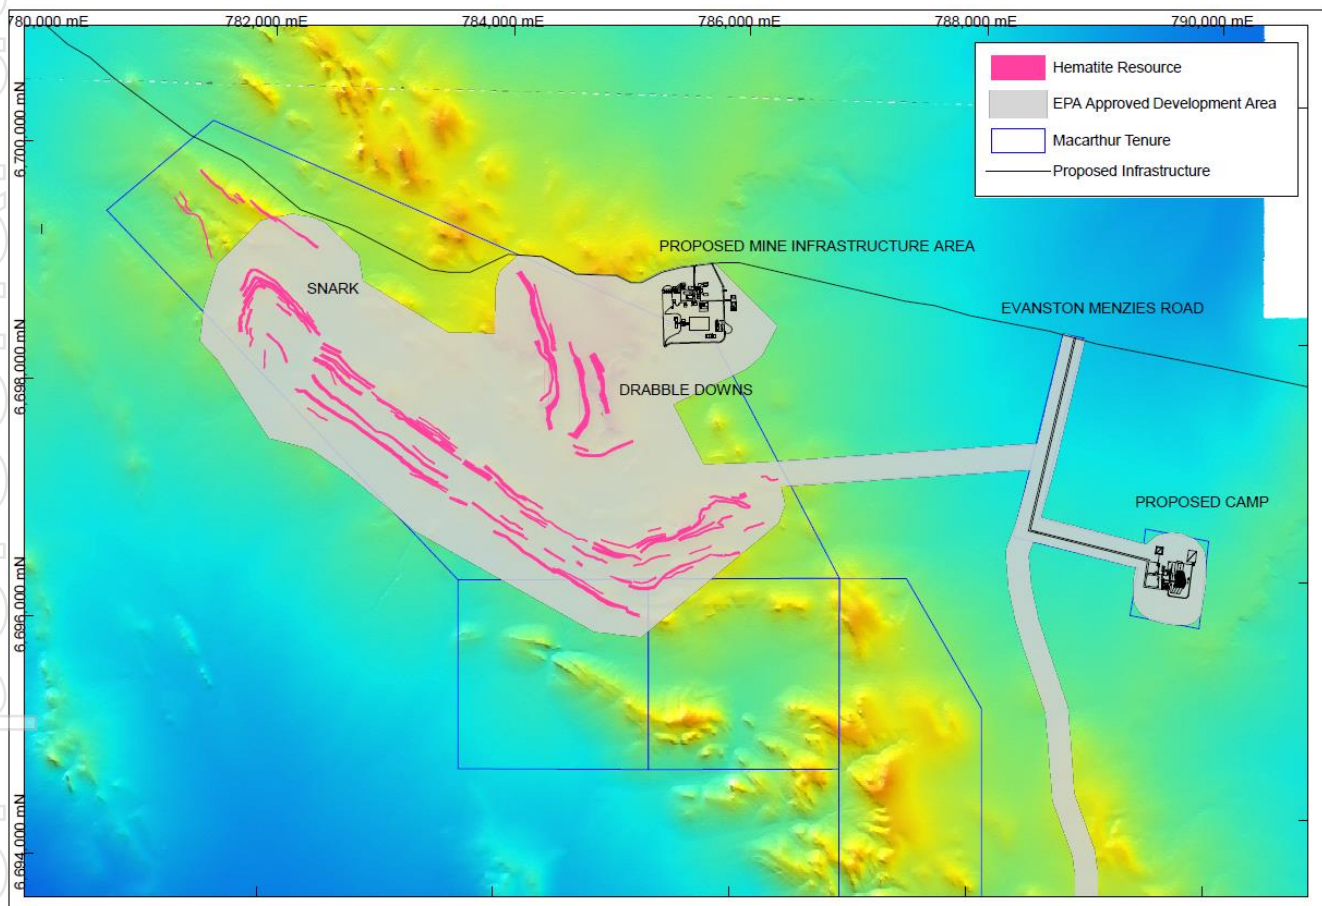 780,000 mE
782,000 mE
784,000 mE
786,000 mE
788,000 mE
790,000 mE
Hematite Resource
EPA Approved Development Area
Macarthur Tenure
Proposed Infrastructure
6,700,000 mN
PROPOSED MINE INFRASTRUCTURE AREA
SNARK
EVANSTON MENZIES ROAD
6,698,000 mN
DRABBLE DOWNS
PROPOSED CAMP
6,696,000 mN
6,694,000 mN